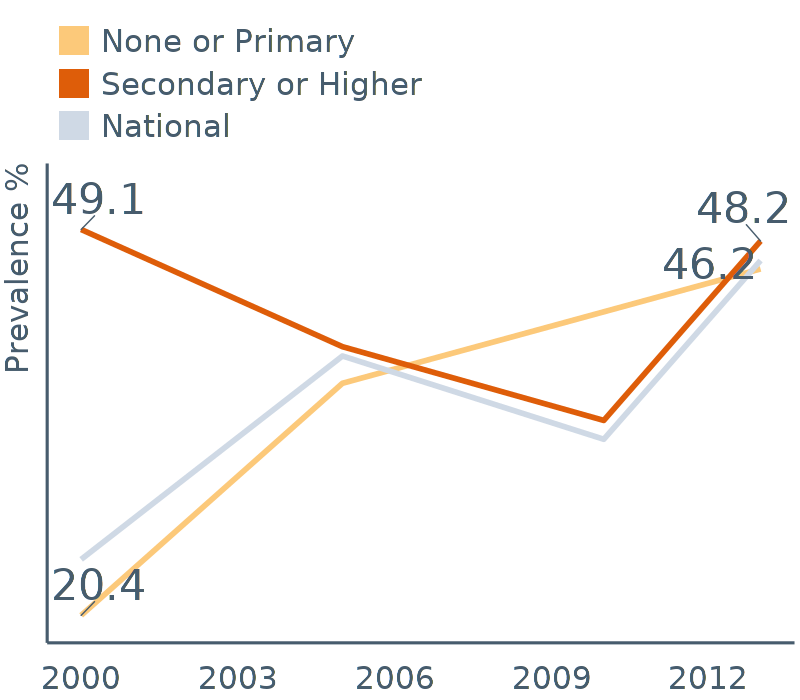 None or Primary
Secondary or Higher
National
Prevalence %
49.1
48.2
46.2
20.4
2000 2003 2006 2009 2012